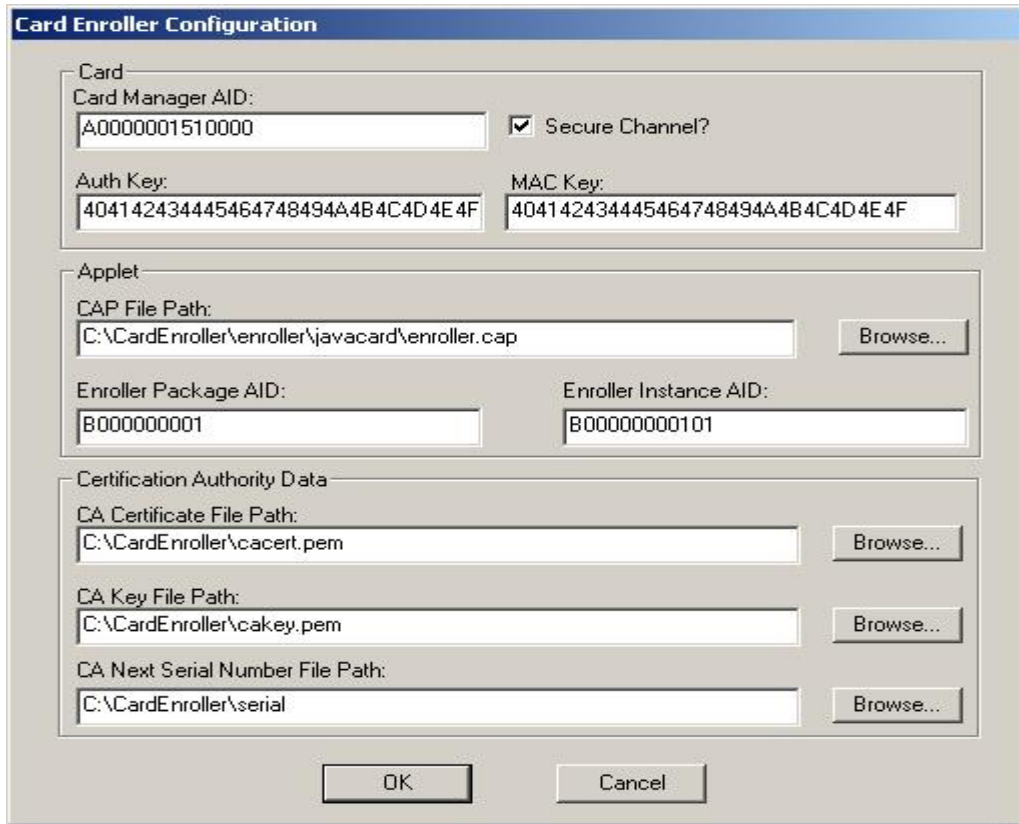 Card Enroller Configuration
Card
Card Manager AID:
A0000001510000
Secure Channel?
Auth Key:
MAC Key:
404142434445464748494A4B4C4D4E4F
404142434445464748494A4B4C4D4E4F
Applet
CAP File Path:
C:\CardEnroller\enroller\javacard\enroller.cap
Browse...
Enroller Package AID:
Enroller Instance AID:
B000000001
B00000000101
Certification Authority Data
CA Certificate File Path:
C:\CardEnroller\cacert.pem
Browse...
CA Key File Path:
C:\CardEnroller\cakey.pem
Browse...
CA Next Serial Number File Path:
C:\CardEnroller\serial
Browse...
OK
Cancel